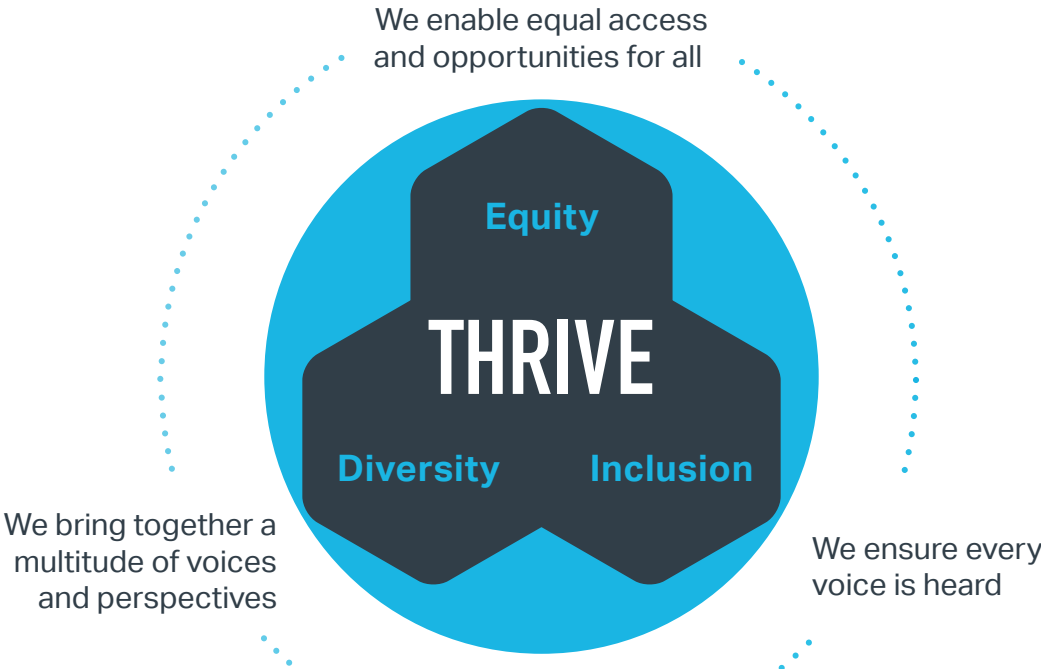 We enable equal access
and opportunities for all
Equity
THRIVE
Diversity
Inclusion
We bring together a
multitude of voices
and perspectives
We ensure every
voice is heard